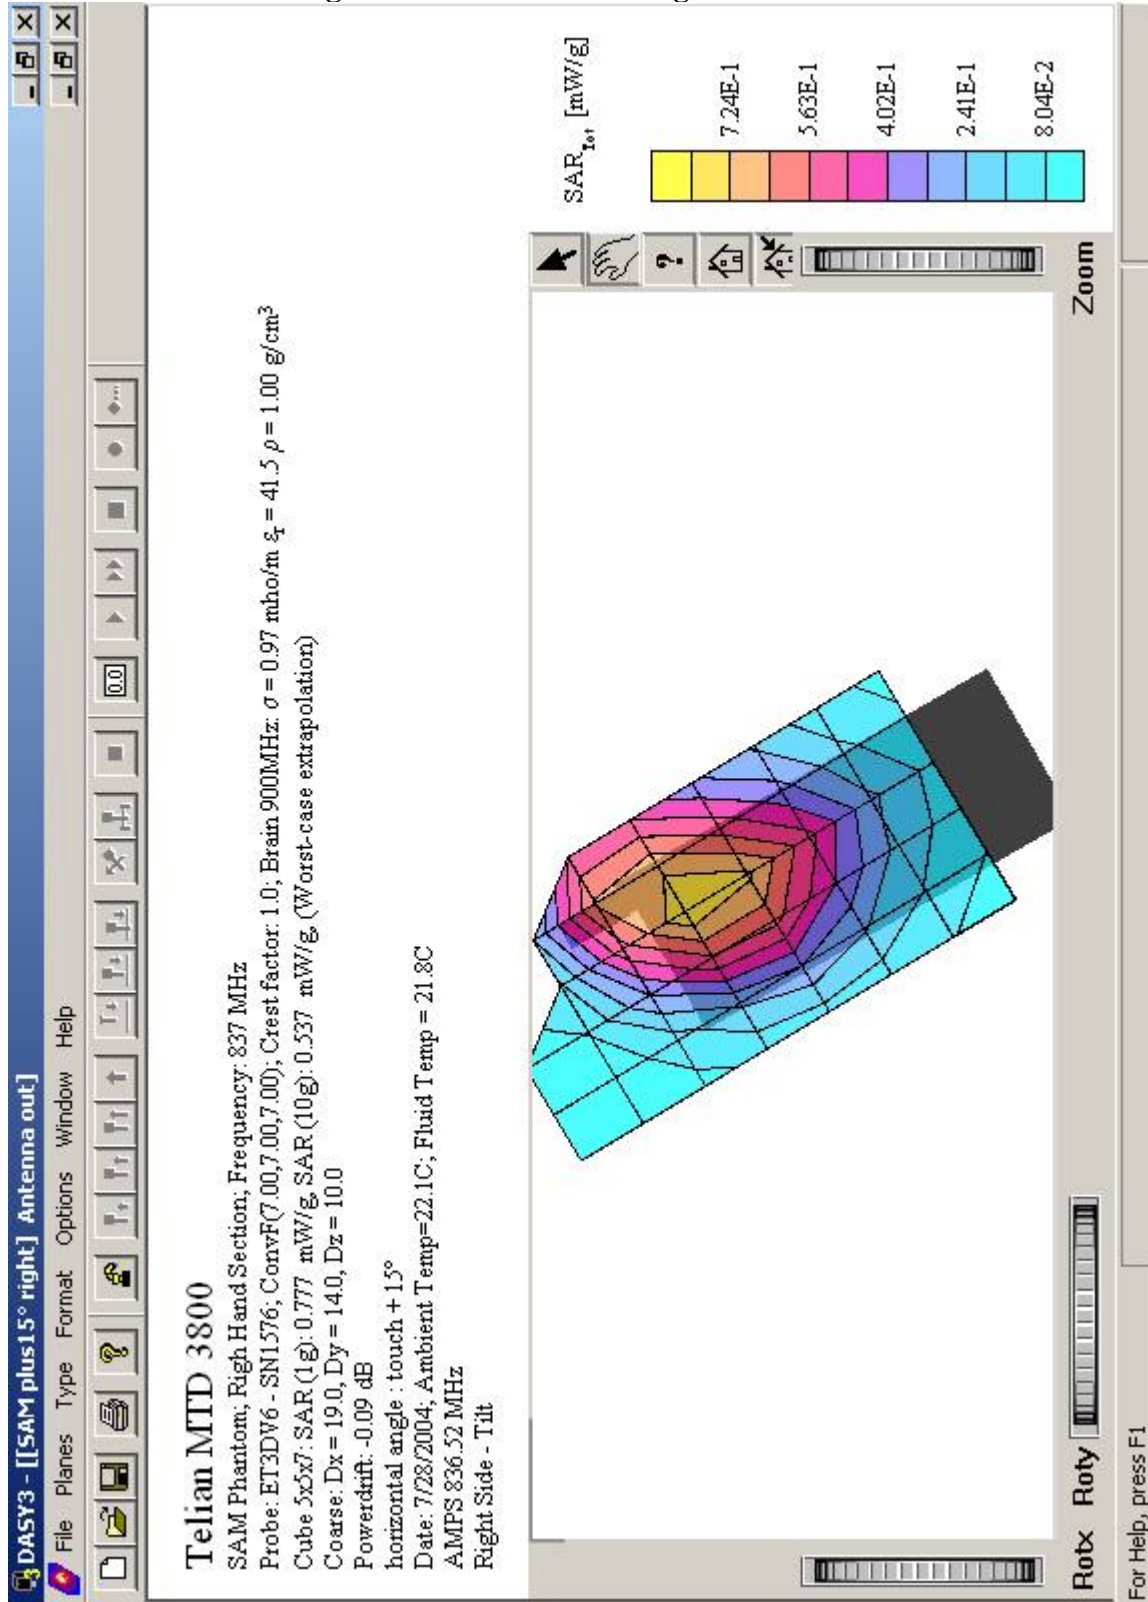 DASY3 - [[SAM plus15° right] Antenna out]
File Planes Type Format Options Window Help
0.0
Telian MTD 3800
SAM Phantom; Righ Hand Section; Frequency: 837 MHz
Probe: ET3DV6 - SN1576; ConvF(7.00,7.00,7.00); Crest factor: 1.0; Brain 900MHz: σ = 0.97 mho/m εr = 41.5 ρ = 1.00 g/cm³
Cube 5x5x7: SAR (1g): 0.777 mW/g, SAR (10g): 0.537 mW/g, (Worst-case extrapolation)
Coarse: Dx = 19.0, Dy = 14.0, Dz = 10.0
Powerdrift: -0.09 dB
horizontal angle : touch + 15°
Date: 7/28/2004; Ambient Temp=22.1C; Fluid Temp = 21.8C
AMPS 836.52 MHz
Right Side - Tilt
SARTot [mW/g]
7.24E-1
5.63E-1
4.02E-1
2.41E-1
8.04E-2
Rotx Roty Zoom
For Help, press F1